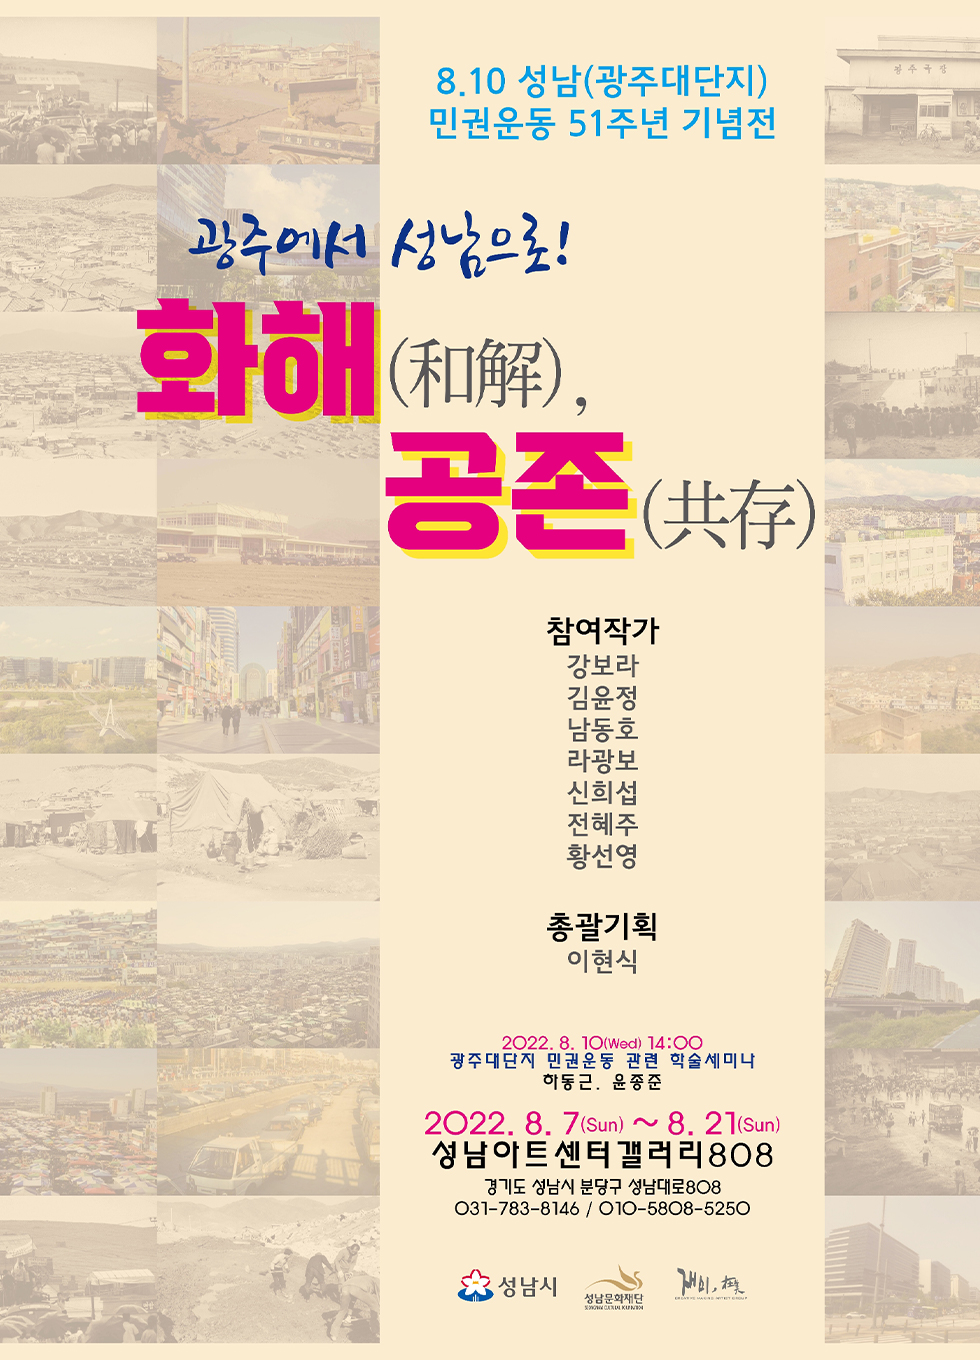 8.10 성남(광주대단지)
민권운동 51주년 기념전
광주극장
광주에서 성남으로!
화해(和解),
공존(共存)
참여작가
강보라
김윤정
남동호
라광보
신희섭
전혜주
황선영
총괄기획
이현식
2022. 8. 10(Wed) 14:00
광주대단지 민권운동 관련 학술세미나
하동근. 윤종준
2022. 8. 7(Sun) ~ 8. 21(Sun)
성남아트센터갤러리808
경기도 성남시 분당구 성남대로808
031-783-8146 / 010-5808-5250
성남시
성남문화재단
SEONGNAM CULTURAL FOUNDATION